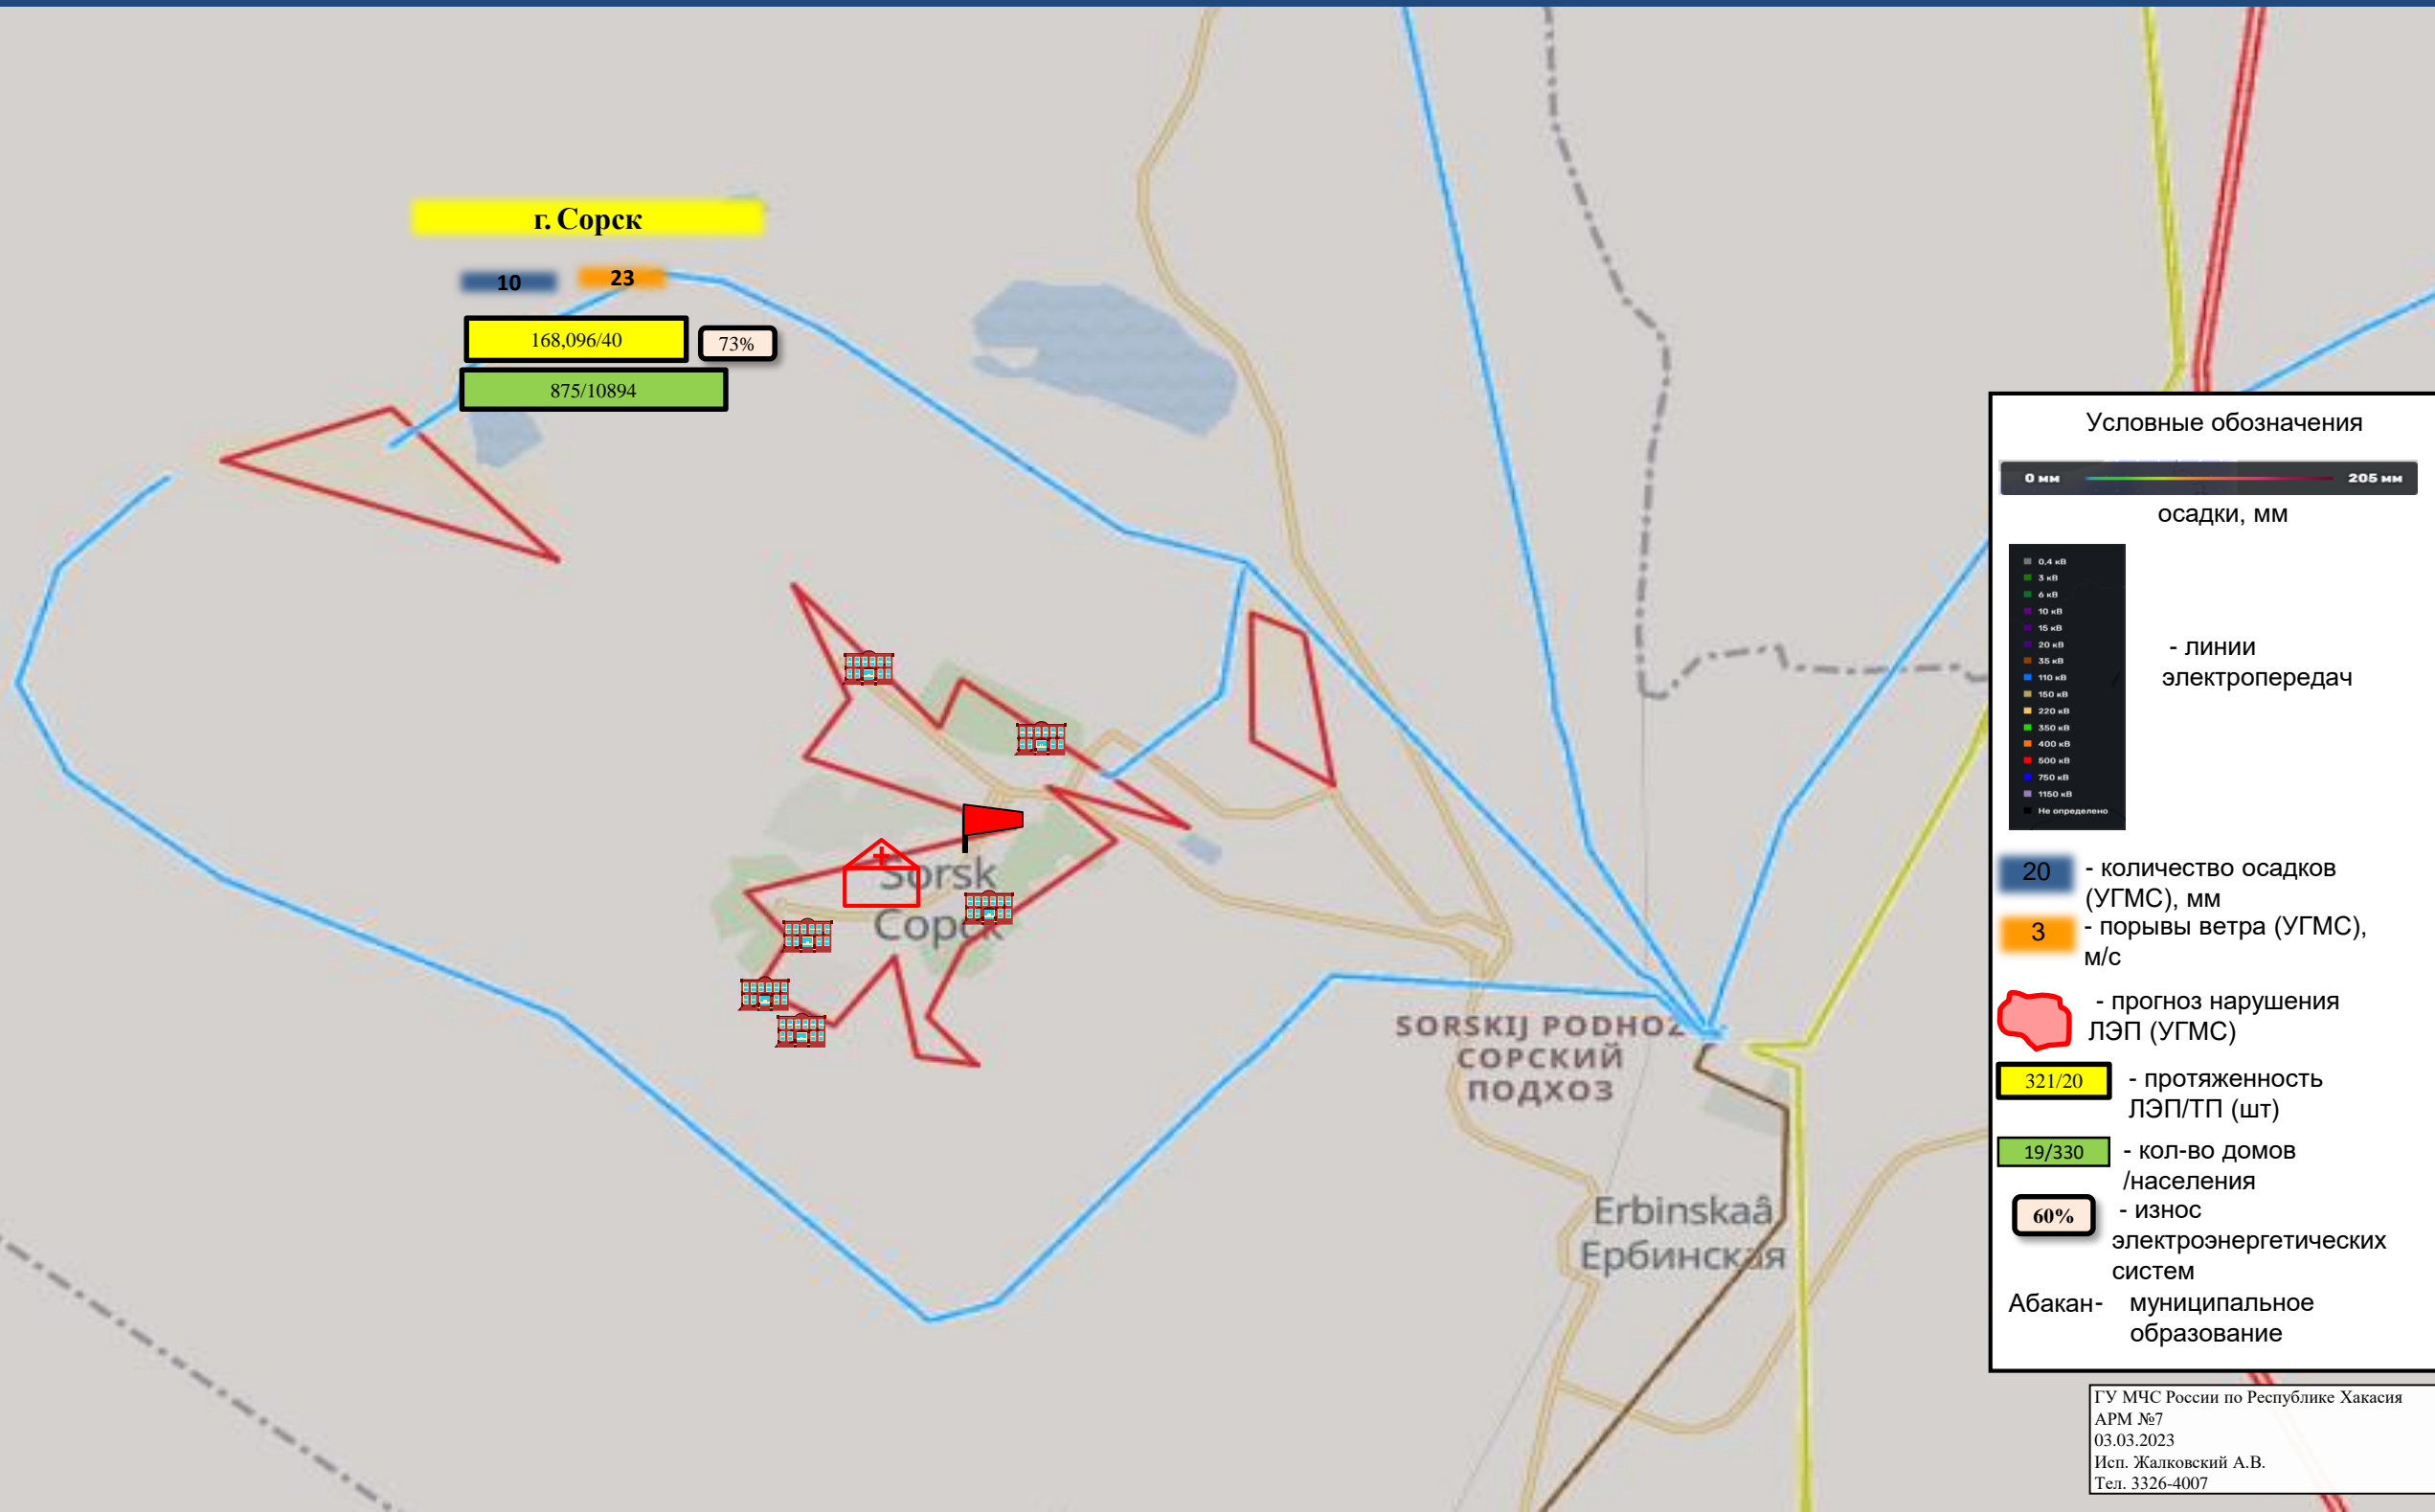 г. Сорск
10
23
168,096/40
73%
875/10894
Sorsk
Сорск
SORSKIJ PODHOZ
СОРСКИЙ
ПОДХОЗ
Erbinskaâ
Ербинская
Условные обозначения
0 мм
205 мм
осадки, мм
0,4 кВ
3 кВ
6 кВ
10 кВ
15 кВ
20 кВ
35 кВ
110 кВ
150 кВ
220 кВ
350 кВ
400 кВ
500 кВ
750 кВ
1150 кВ
Не определено
- линии
электропередач
20
- количество осадков
(УГМС), мм
3
- порывы ветра (УГМС),
м/с
- прогноз нарушения
ЛЭП (УГМС)
321/20
- протяженность
ЛЭП/ТП (шт)
19/330
- кол-во домов
/населения
60%
- износ
электроэнергетических
систем
Абакан- муниципальное
образование
ГУ МЧС России по Республике Хакасия
АРМ №7
03.03.2023
Исп. Жалковский А.В.
Тел. 3326-4007